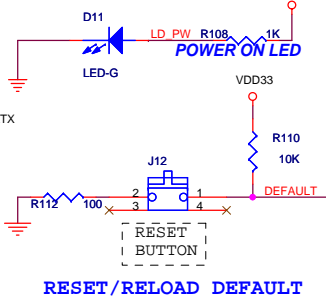 D11
LD_PW
R108
1K
POWER ON LED
LED-G
VDD33
TX
R110
10K
J12
DEFAULT
R112
100
2
1
3
4
RESET
BUTTON
RESET/RELOAD DEFAULT